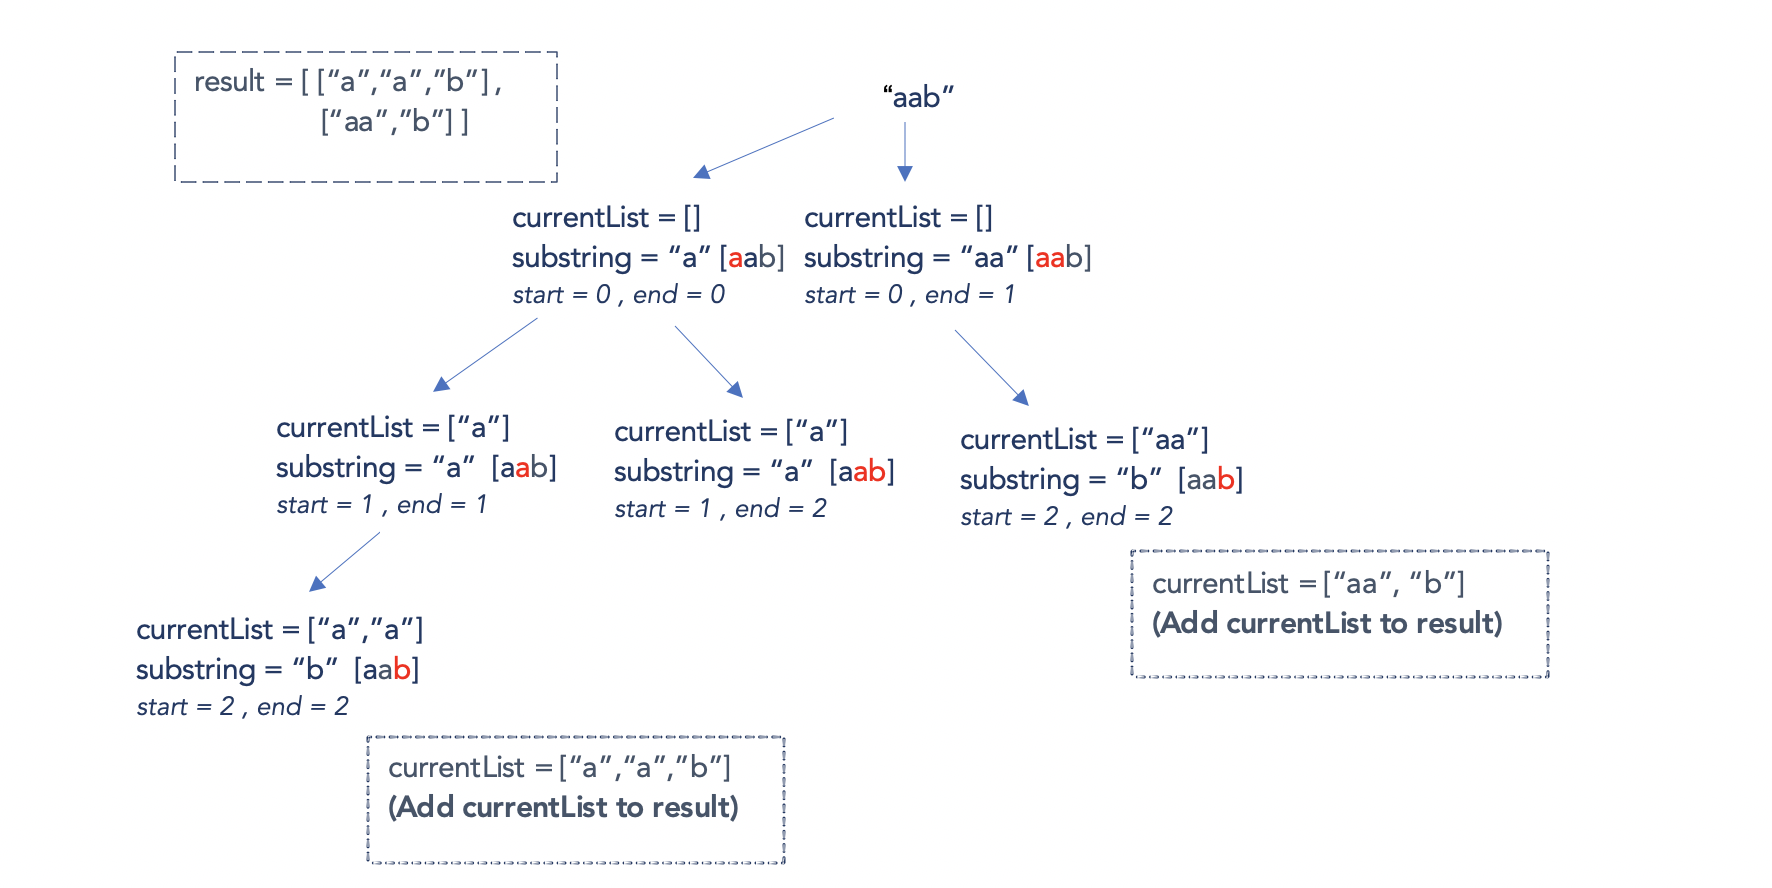 result = [ [“a”,“a”,”b”] ,
[“aa”,”b”] ]
“aab”
currentList = []
substring = “a” [aab]
start = 0 , end = 0
currentList = []
substring = “aa” [aab]
start = 0 , end = 1
currentList = [“a”]
substring = “a”  [aab]
start = 1 , end = 1
currentList = [“a”]
substring = “a”  [aab]
start = 1 , end = 2
currentList = [“aa”]
substring = “b”  [aab]
start = 2 , end = 2
currentList = [“aa”, “b”]
(Add currentList to result)
currentList = [“a”,“a”]
substring = “b”  [aab]
start = 2 , end = 2
currentList = [“a”,“a”,”b”]
(Add currentList to result)